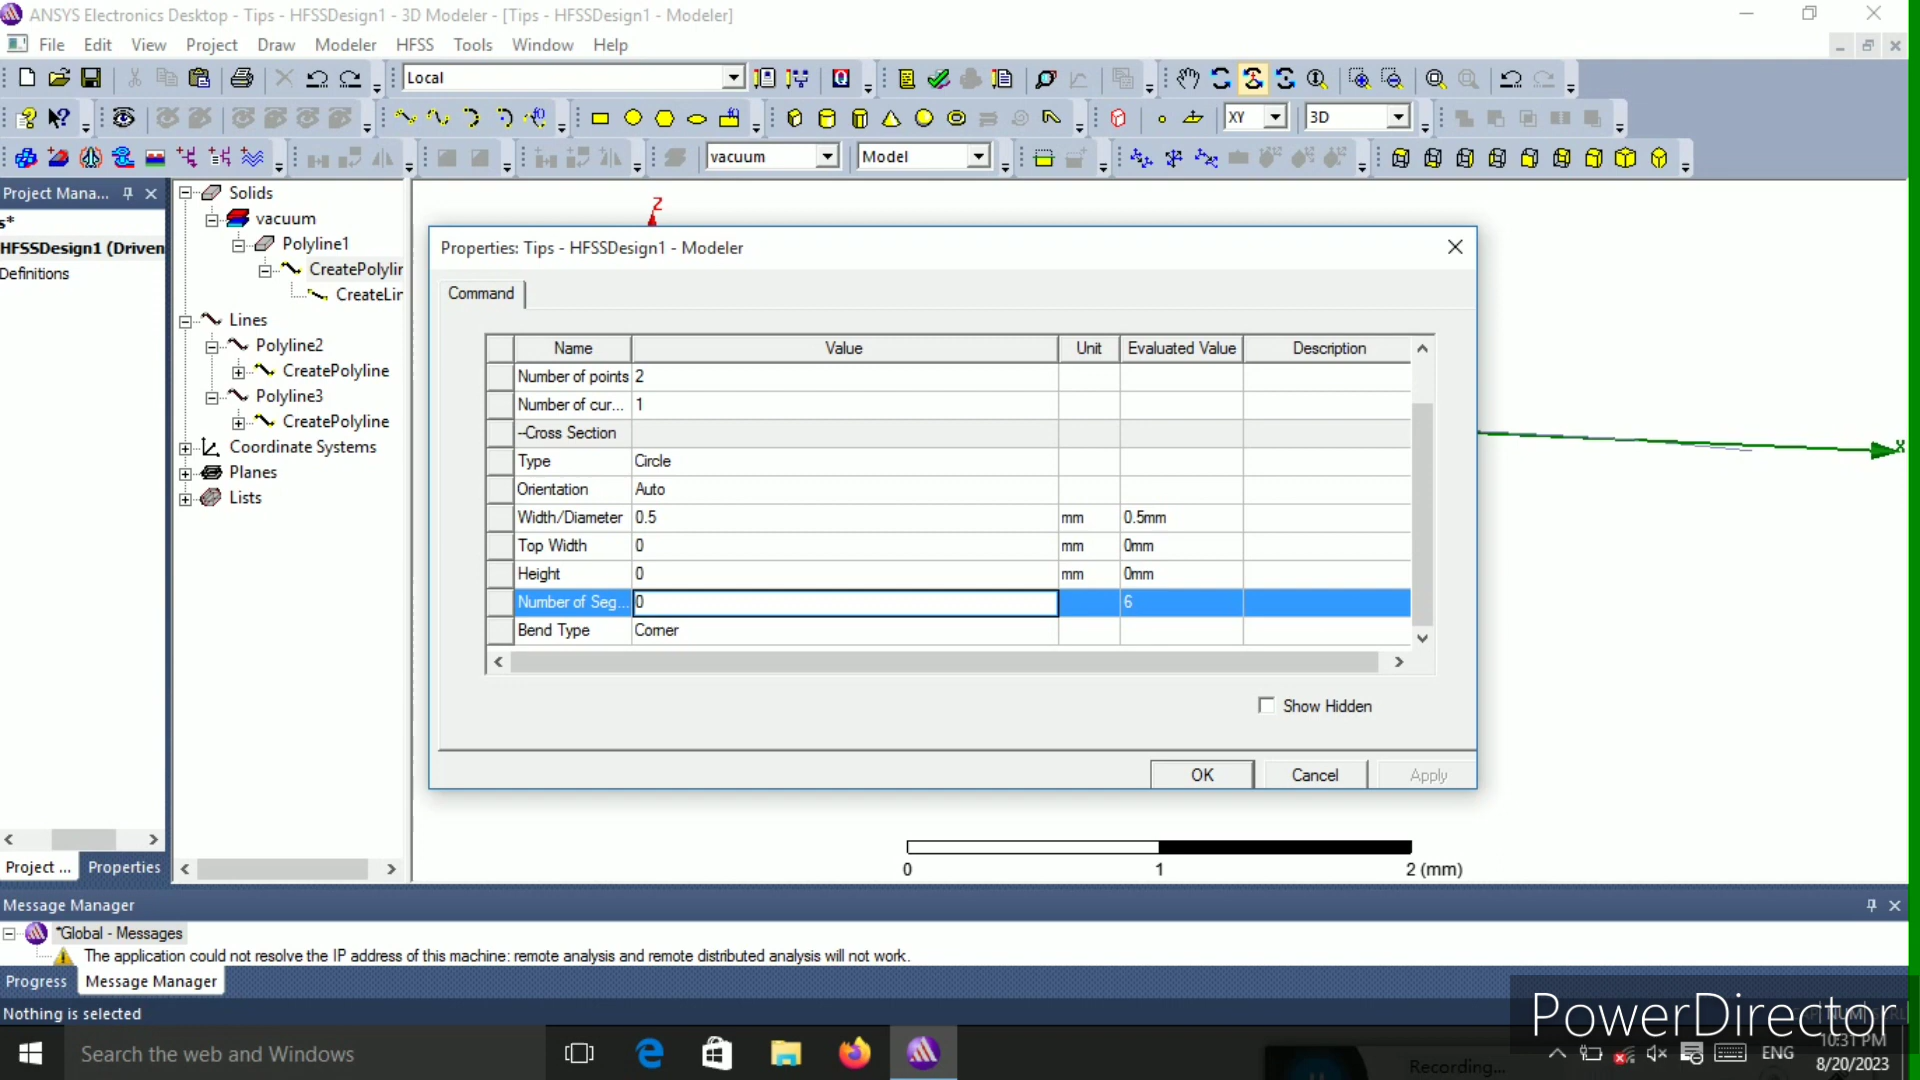 ANSYS Electronics Desktop - Tips - HFSSDesign1 - 3D Modeler - [Tips - HFSSDesign1 - Modeler]
File Edit View Project Draw Modeler HFSS Tools Window Help
Local
XY 3D
vacuum Model
Project Mana...
s*
HFSSDesign1 (Driven
Definitions
Solids
vacuum
Polyline1
CreatePolylin
CreateLin
Lines
Polyline2
CreatePolyline
Polyline3
CreatePolyline
Coordinate Systems
Planes
Lists
Z
X
Properties: Tips - HFSSDesign1 - Modeler
Command
Name Value Unit Evaluated Value Description
Number of points 2
Number of cur... 1
--Cross Section
Type Circle
Orientation Auto
Width/Diameter 0.5 mm 0.5mm
Top Width 0 mm 0mm
Height 0 mm 0mm
Number of Seg... 0 6
Bend Type Corner
Show Hidden
OK Cancel Apply
0 1 2 (mm)
Project ... Properties
Message Manager
*Global - Messages
The application could not resolve the IP address of this machine: remote analysis and remote distributed analysis will not work.
Progress Message Manager
Nothing is selected
NUM
PowerDirector
Search the web and Windows
Recording...
ENG
10:31 PM
8/20/2023